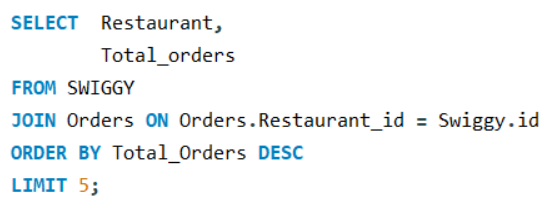 SELECT Restaurant,
Total_orders
FROM SWIGGY
JOIN Orders ON Orders.Restaurant_id = Swiggy.id
ORDER BY Total_Orders DESC
LIMIT 5;